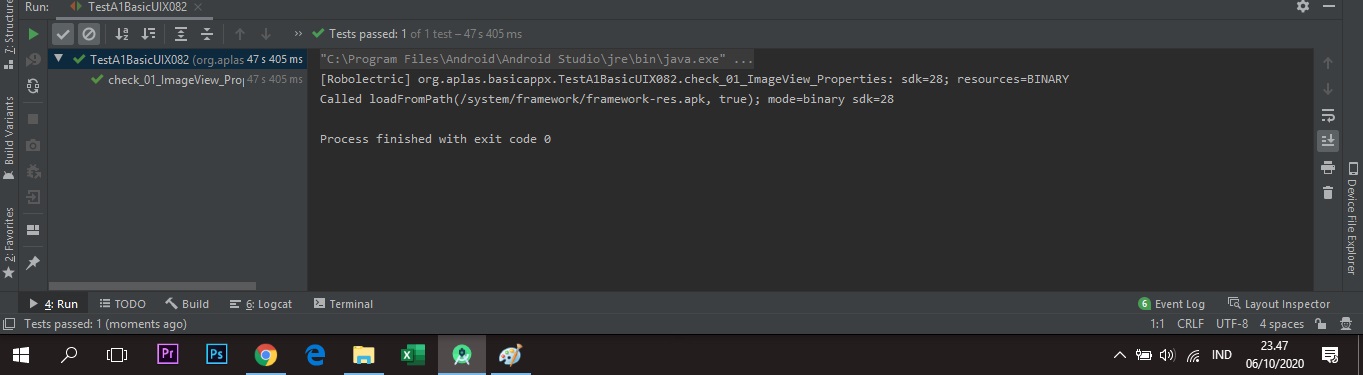 Run: TestA1BasicUIX082
7: Structure
Tests passed: 1 of 1 test – 47 s 405 ms
TestA1BasicUIX082 (org.aplas 47 s 405 ms
check_01_ImageView_Pro 47 s 405 ms
"C:\Program Files\Android\Android Studio\jre\bin\java.exe" ...
[Robolectric] org.aplas.basicappx.TestA1BasicUIX082.check_01_ImageView_Properties: sdk=28; resources=BINARY
Called loadFromPath(/system/framework/framework-res.apk, true); mode=binary sdk=28
Process finished with exit code 0
Build Variants
2: Favorites
Device File Explorer
4: Run TODO Build 6: Logcat Terminal 6 Event Log Layout Inspector
Tests passed: 1 (moments ago) 1:1 CRLF UTF-8 4 spaces
Pr Ps IND 23.47
06/10/2020